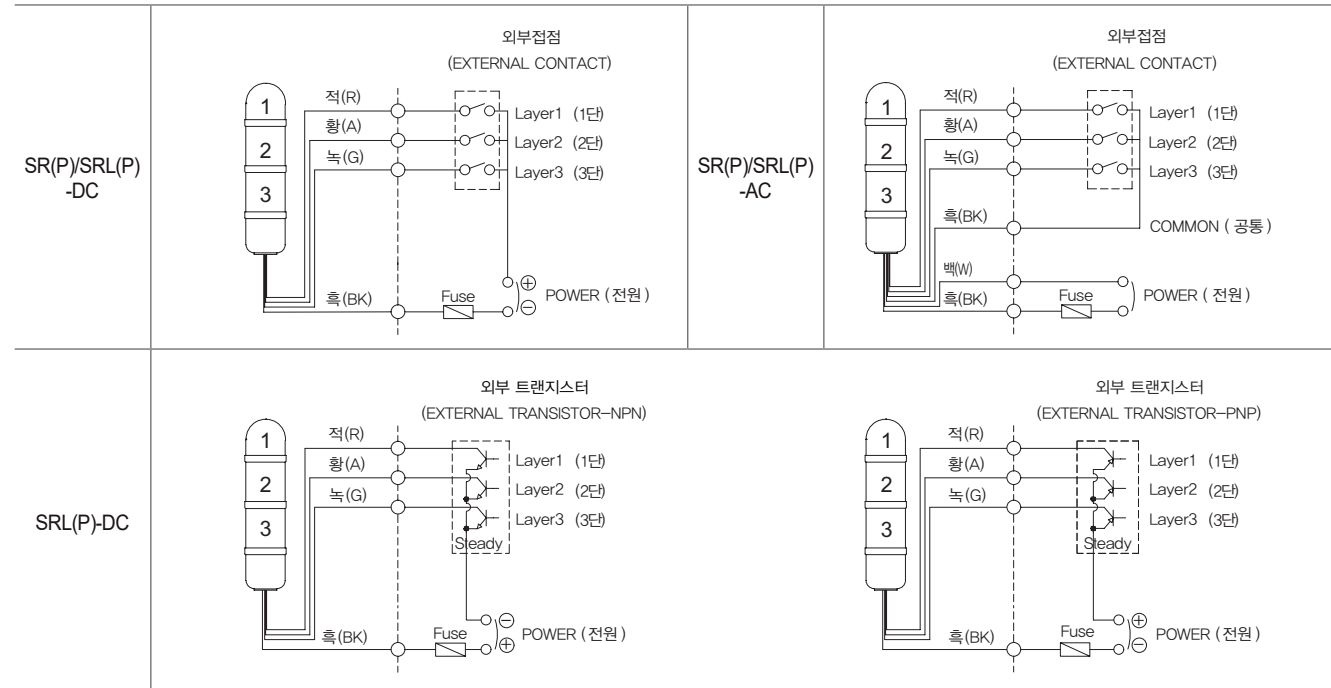 SR(P)/SRL(P)
-DC
외부접점
(EXTERNAL CONTACT)
1
2
3
적(R)
황(A)
녹(G)
Layer1 (1단)
Layer2 (2단)
Layer3 (3단)
흑(BK)
Fuse
⊕
⊖
POWER ( 전원 )
SR(P)/SRL(P)
-AC
외부접점
(EXTERNAL CONTACT)
1
2
3
적(R)
황(A)
녹(G)
Layer1 (1단)
Layer2 (2단)
Layer3 (3단)
흑(BK)
COMMON ( 공통 )
백(W)
흑(BK)
Fuse
POWER ( 전원 )
SRL(P)-DC
외부 트랜지스터
(EXTERNAL TRANSISTOR-NPN)
1
2
3
적(R)
황(A)
녹(G)
Layer1 (1단)
Layer2 (2단)
Layer3 (3단)
Steady
흑(BK)
Fuse
⊖
⊕
POWER ( 전원 )
외부 트랜지스터
(EXTERNAL TRANSISTOR-PNP)
1
2
3
적(R)
황(A)
녹(G)
Layer1 (1단)
Layer2 (2단)
Layer3 (3단)
Steady
흑(BK)
Fuse
⊕
⊖
POWER ( 전원 )